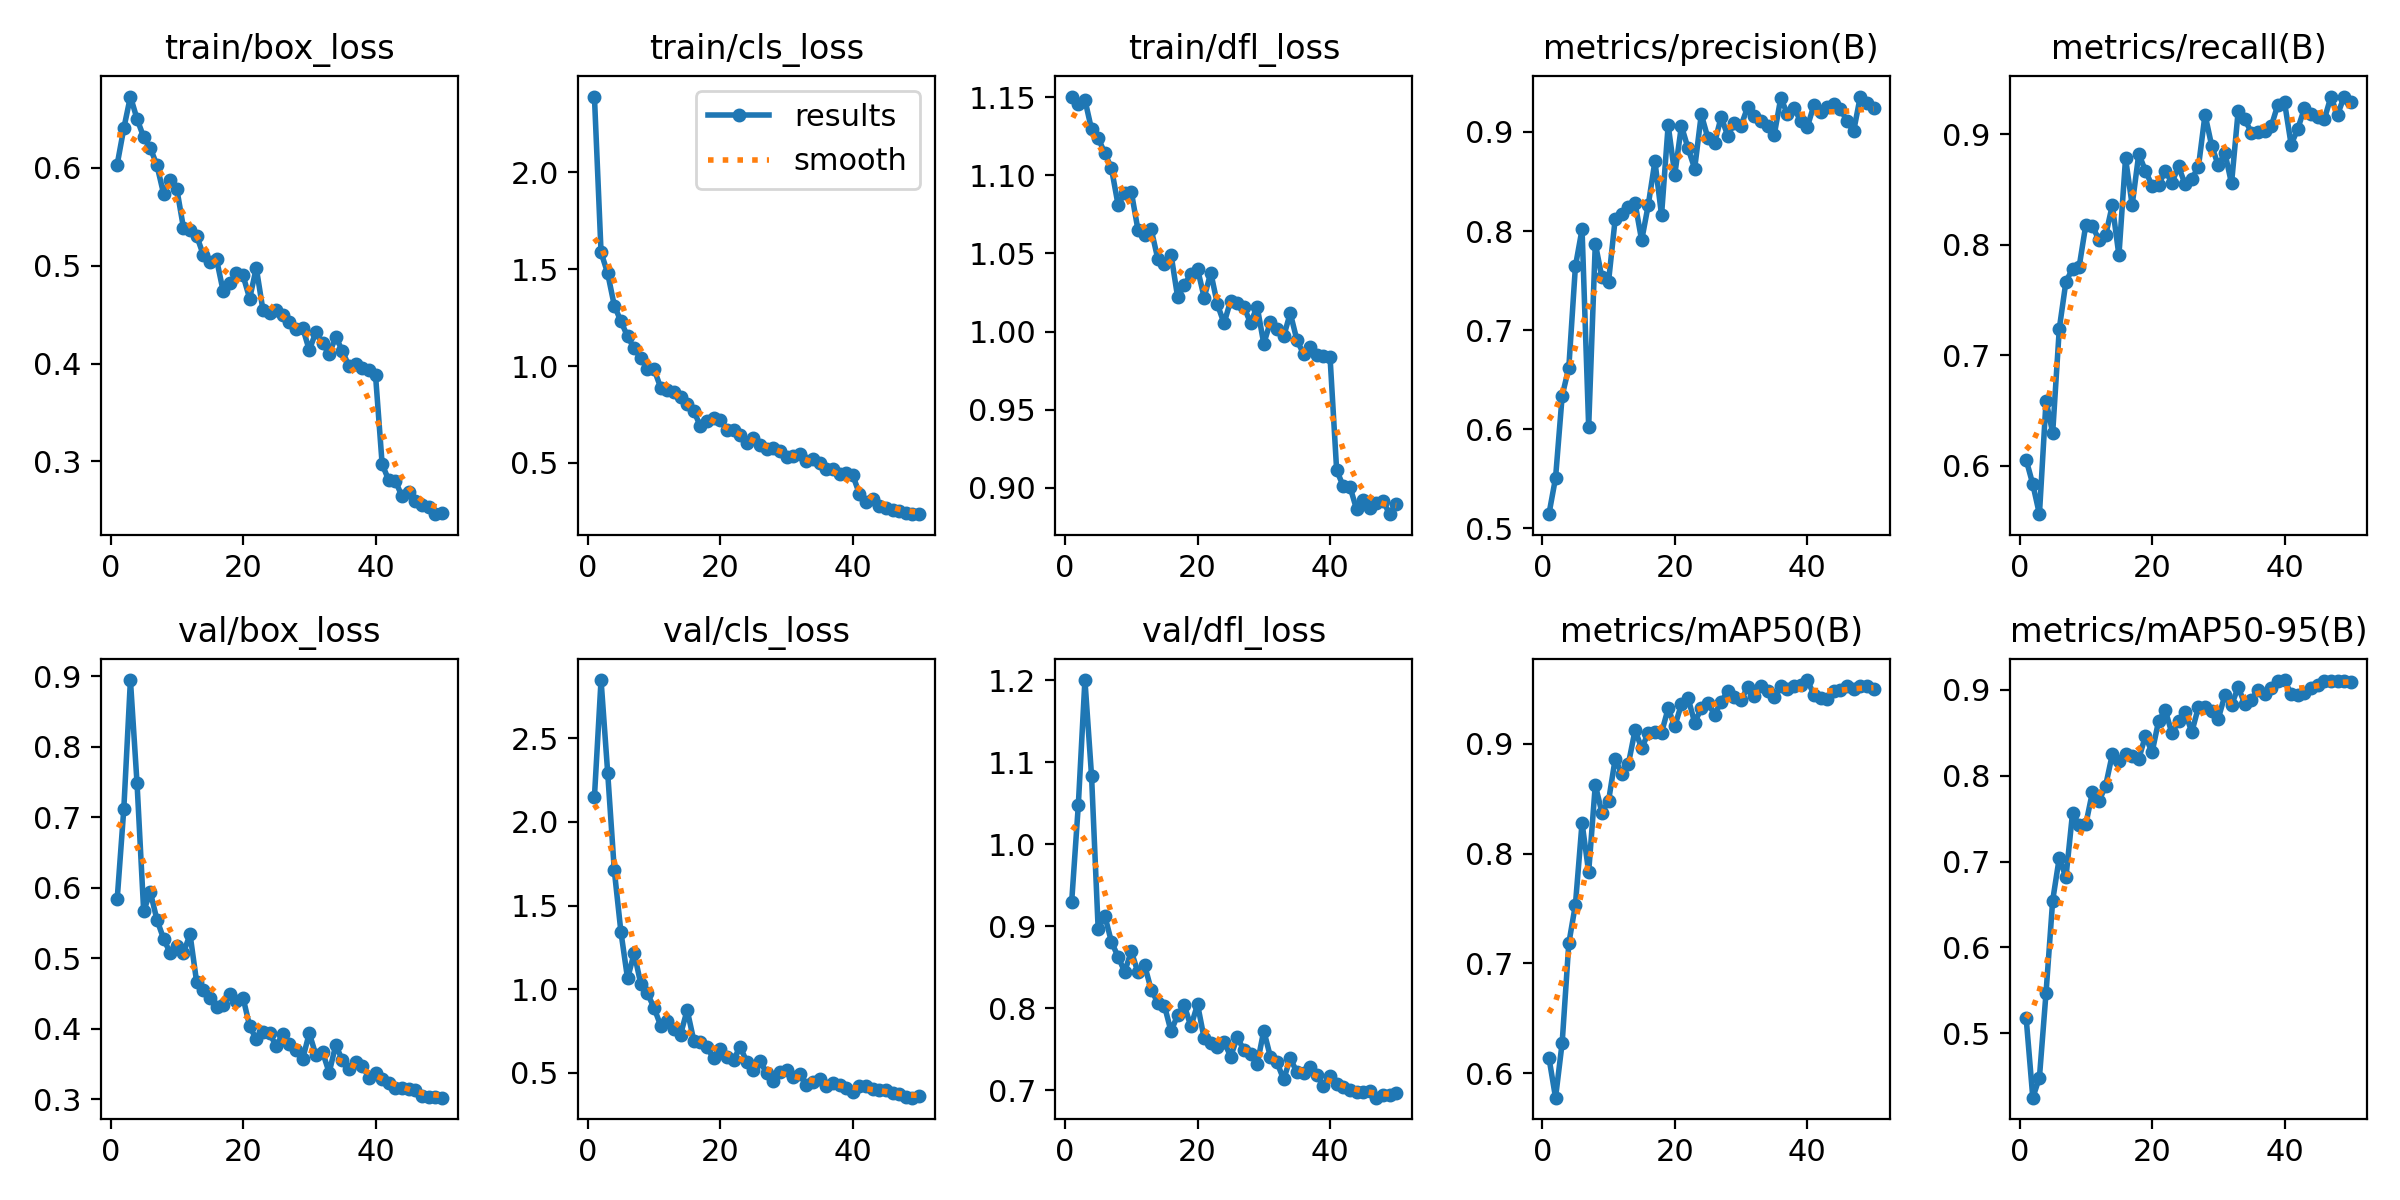 train/box_loss
0.6
0.5
0.4
0.3
0 20 40
train/cls_loss
results
smooth
2.0
1.5
1.0
0.5
0 20 40
train/dfl_loss
1.15
1.10
1.05
1.00
0.95
0.90
0 20 40
metrics/precision(B)
0.9
0.8
0.7
0.6
0.5
0 20 40
metrics/recall(B)
0.9
0.8
0.7
0.6
0 20 40
val/box_loss
0.9
0.8
0.7
0.6
0.5
0.4
0.3
0 20 40
val/cls_loss
2.5
2.0
1.5
1.0
0.5
0 20 40
val/dfl_loss
1.2
1.1
1.0
0.9
0.8
0.7
0 20 40
metrics/mAP50(B)
0.9
0.8
0.7
0.6
0 20 40
metrics/mAP50-95(B)
0.9
0.8
0.7
0.6
0.5
0 20 40